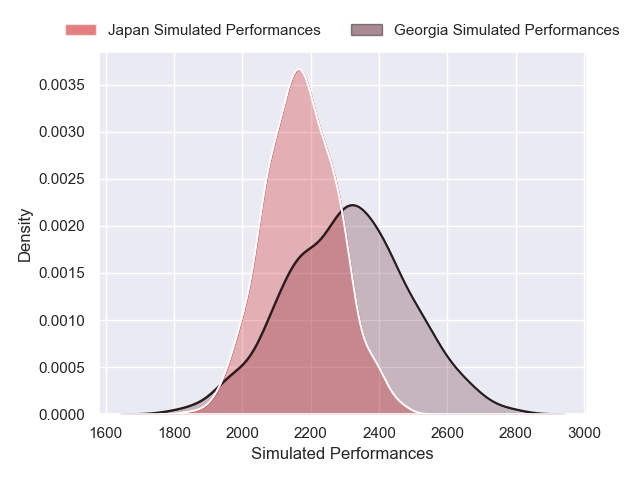 Japan Simulated Performances Georgia Simulated Performances
0.0035
0.0030
0.0025
0.0020
0.0015
0.0010
0.0005
0.0000
Density
1600 1800 2000 2200 2400 2600 2800 3000
Simulated Performances